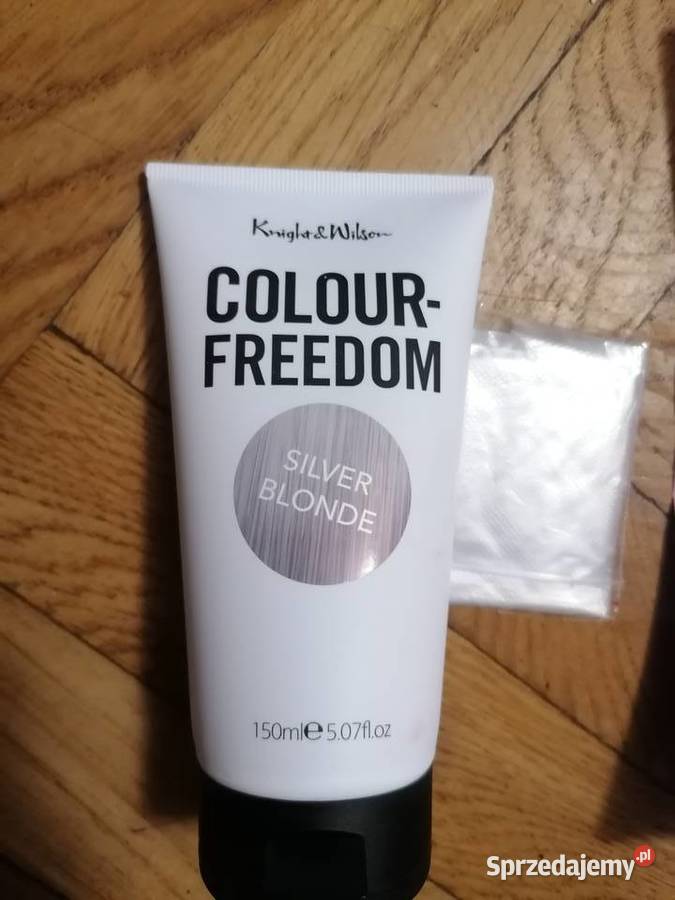 Knight & Wilson
COLOUR-
FREEDOM
SILVER
BLONDE
150ml℮5.07fl.oz
Sprzedajemy.pl